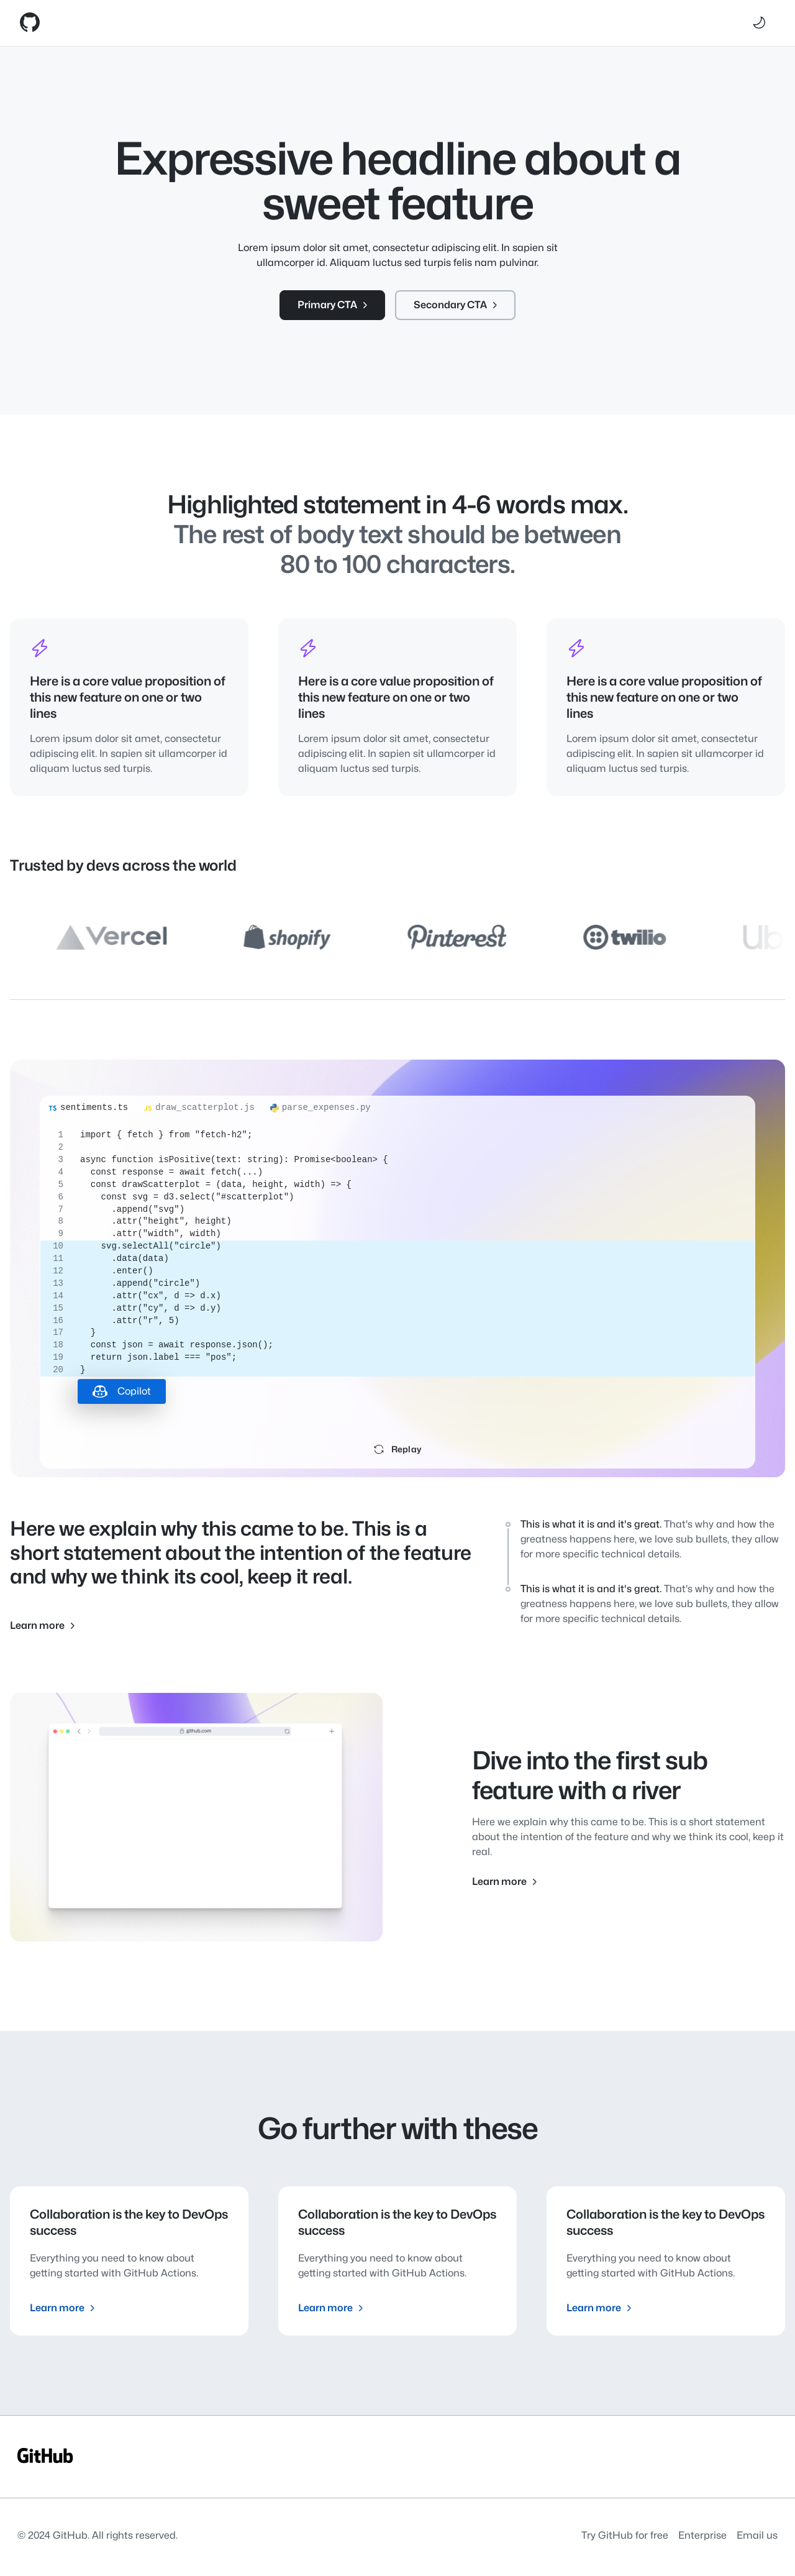 Expressive headline about a
sweet feature
Lorem ipsum dolor sit amet, consectetur adipiscing elit. In sapien sit
ullamcorper id. Aliquam luctus sed turpis felis nam pulvinar.
Primary CTA
Secondary CTA
Highlighted statement in 4-6 words max.
The rest of body text should be between
80 to 100 characters.
Here is a core value proposition of
this new feature on one or two
lines
Lorem ipsum dolor sit amet, consectetur
adipiscing elit. In sapien sit ullamcorper id
aliquam luctus sed turpis.
Here is a core value proposition of
this new feature on one or two
lines
Lorem ipsum dolor sit amet, consectetur
adipiscing elit. In sapien sit ullamcorper id
aliquam luctus sed turpis.
Here is a core value proposition of
this new feature on one or two
lines
Lorem ipsum dolor sit amet, consectetur
adipiscing elit. In sapien sit ullamcorper id
aliquam luctus sed turpis.
Trusted by devs across the world
Vercel
shopify
Pinterest
twilio
Ub
TS sentiments.ts
JS draw_scatterplot.js
parse_expenses.py
1 import { fetch } from "fetch-h2";
2
3 async function isPositive(text: string): Promise<boolean> {
4 const response = await fetch(...)
5 const drawScatterplot = (data, height, width) => {
6 const svg = d3.select("#scatterplot")
7 .append("svg")
8 .attr("height", height)
9 .attr("width", width)
10 svg.selectAll("circle")
11 .data(data)
12 .enter()
13 .append("circle")
14 .attr("cx", d => d.x)
15 .attr("cy", d => d.y)
16 .attr("r", 5)
17 }
18 const json = await response.json();
19 return json.label === "pos";
20 }
Copilot
Replay
Here we explain why this came to be. This is a
short statement about the intention of the feature
and why we think its cool, keep it real.
Learn more
This is what it is and it's great. That's why and how the
greatness happens here, we love sub bullets, they allow
for more specific technical details.
This is what it is and it's great. That's why and how the
greatness happens here, we love sub bullets, they allow
for more specific technical details.
github.com
Dive into the first sub
feature with a river
Here we explain why this came to be. This is a short statement
about the intention of the feature and why we think its cool, keep it
real.
Learn more
Go further with these
Collaboration is the key to DevOps
success
Everything you need to know about
getting started with GitHub Actions.
Learn more
Collaboration is the key to DevOps
success
Everything you need to know about
getting started with GitHub Actions.
Learn more
Collaboration is the key to DevOps
success
Everything you need to know about
getting started with GitHub Actions.
Learn more
GitHub
© 2024 GitHub. All rights reserved.
Try GitHub for free
Enterprise
Email us